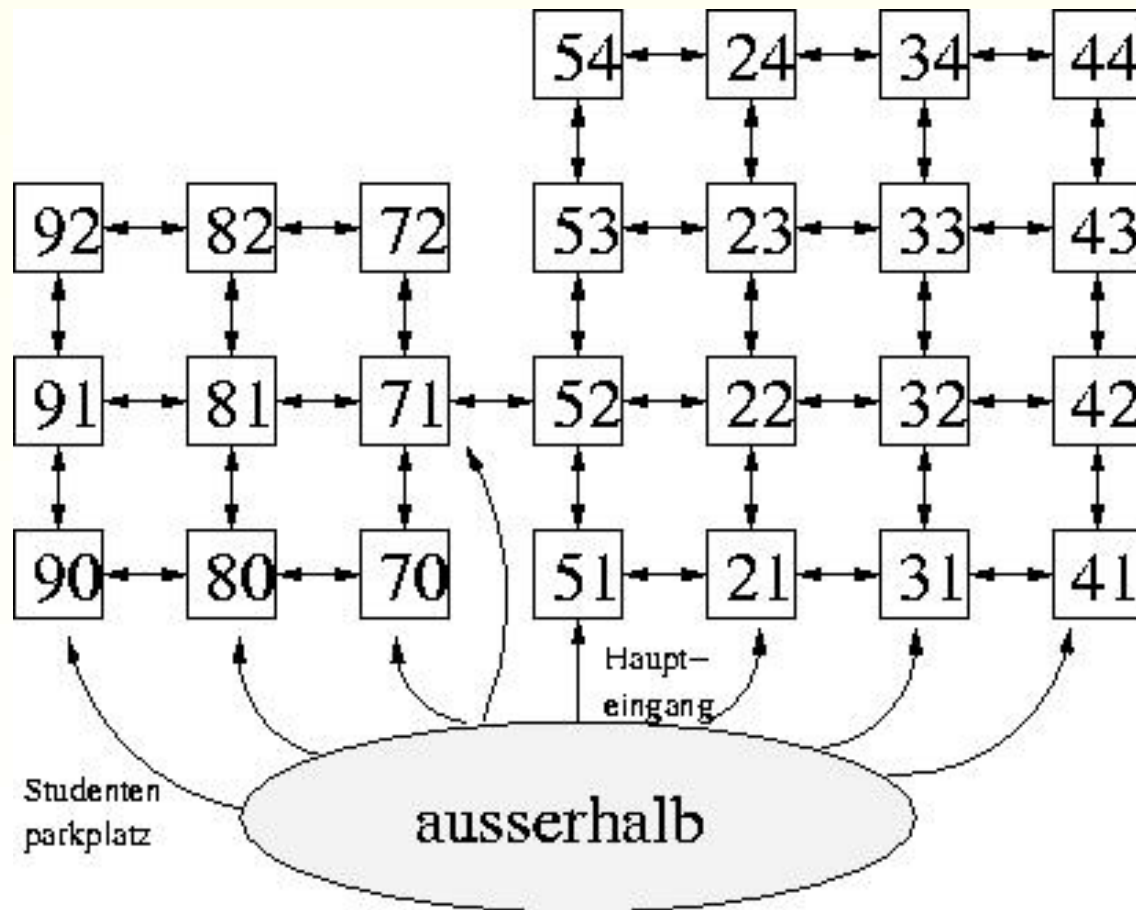 54 24 34 44
92 82 72 53 23 33 43
91 81 71 52 22 32 42
90 80 70 51 21 31 41
Haupt-
eingang
Studenten
parkplatz
ausserhalb